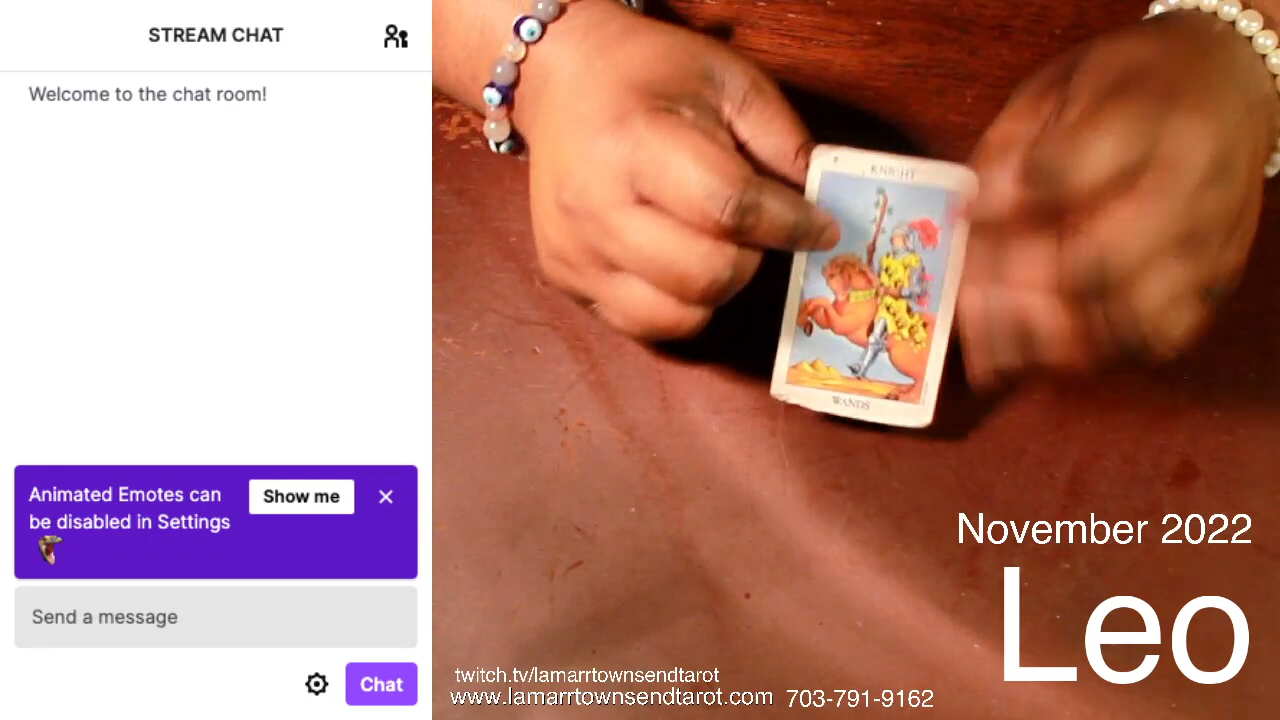 STREAM CHAT
Welcome to the chat room!
Animated Emotes can
be disabled in Settings
Show me
Send a message
Chat
KNIGHT
WANDS
November 2022
Leo
twitch.tv/lamarrtownsendtarot
www.lamarrtownsendtarot.com 703-791-9162